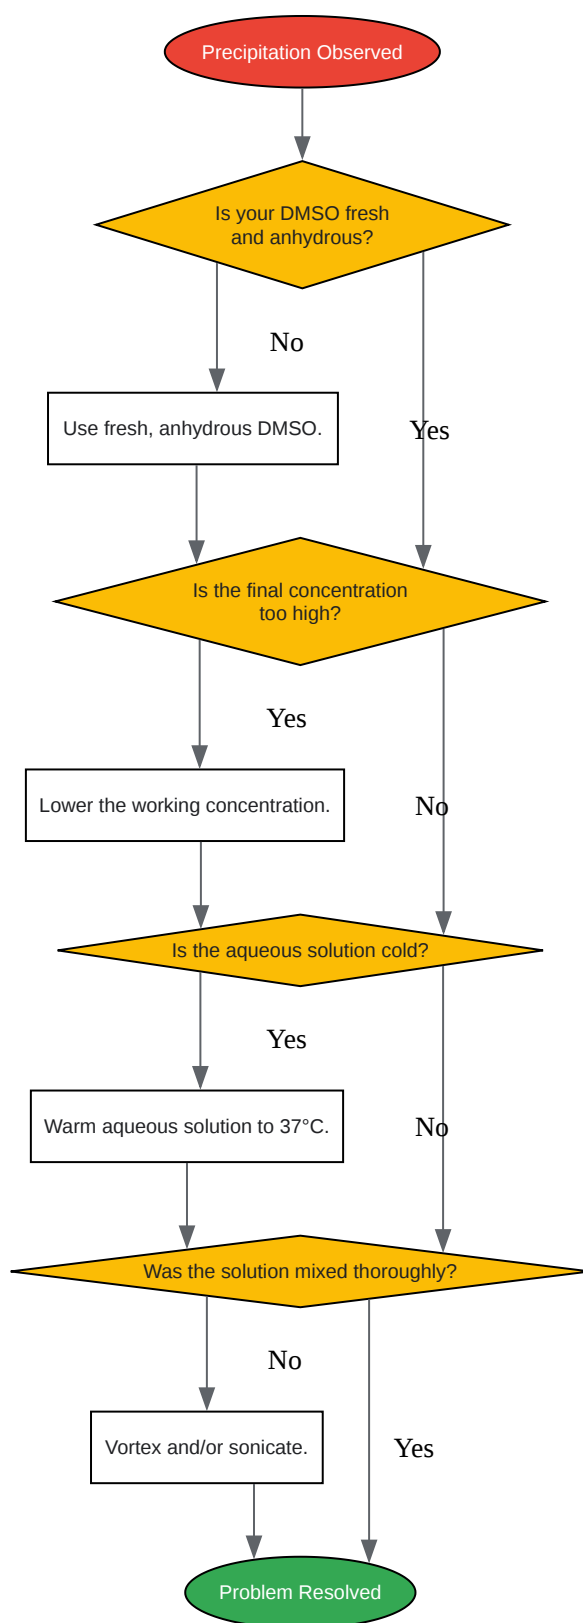 Precipitation Observed
Is your DMSO fresh
and anhydrous?
No
Use fresh, anhydrous DMSO.
Yes
Is the final concentration
too high?
Yes
Lower the working concentration.
No
Is the aqueous solution cold?
Yes
Warm aqueous solution to 37°C.
No
Was the solution mixed thoroughly?
No
Vortex and/or sonicate.
Yes
Problem Resolved